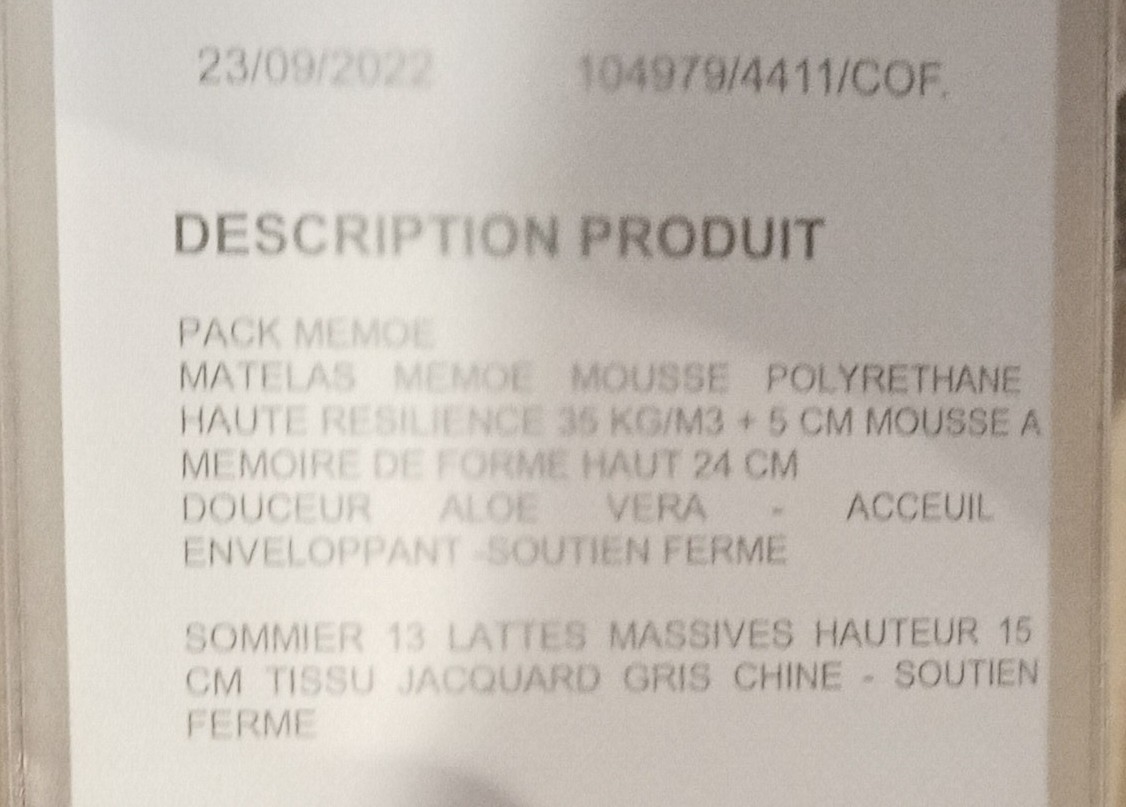 23/09/2022 104979/4411/COF.
DESCRIPTION PRODUIT
PACK MEMOE
MATELAS MEMOE MOUSSE POLYRETHANE
HAUTE RESILIENCE 35 KG/M3 + 5 CM MOUSSE A
MEMOIRE DE FORME HAUT 24 CM
DOUCEUR ALOE VERA - ACCEUIL
ENVELOPPANT -SOUTIEN FERME
SOMMIER 13 LATTES MASSIVES HAUTEUR 15
CM TISSU JACQUARD GRIS CHINE - SOUTIEN
FERME